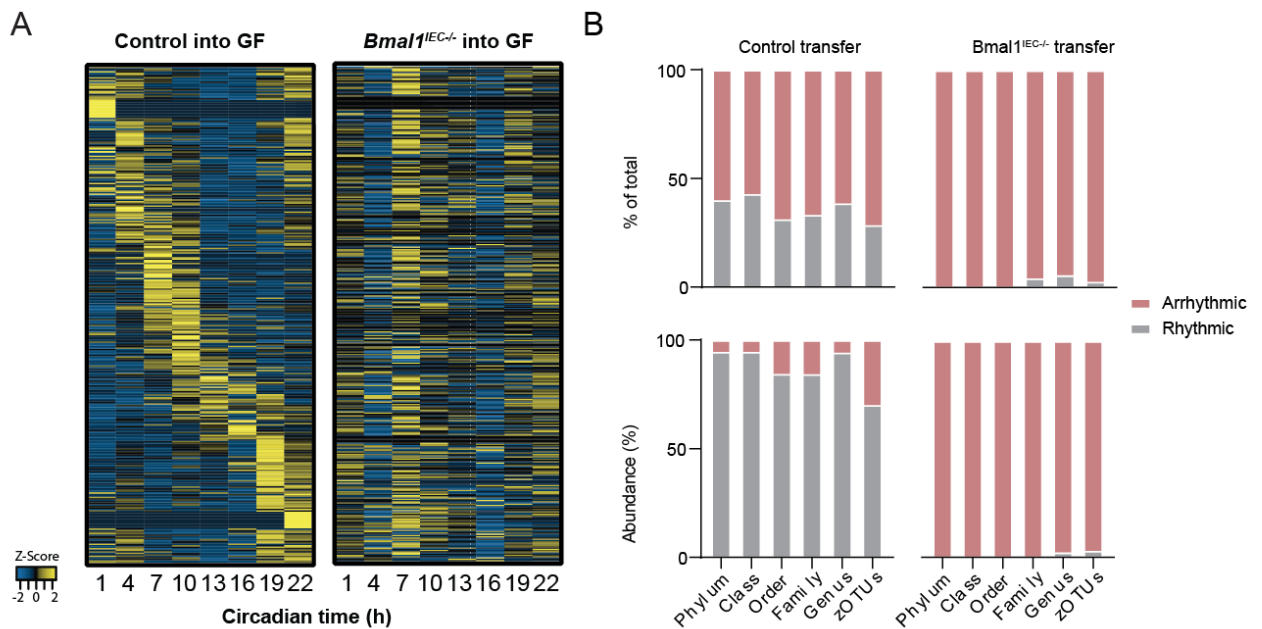 A
Control into GF
Bmal1IEC-/- into GF
1 4 7 10 13 16 19 22
1 4 7 10 13 16 19 22
Z-Score
-2 0 2
Circadian time (h)
B
Control transfer
Bmal1IEC-/- transfer
100
50
0
% of total
Arrhythmic
Rhythmic
100
50
0
Abundance (%)
Phylum
Class
Order
Family
Genus
zOTUs
Phylum
Class
Order
Family
Genus
zOTUs